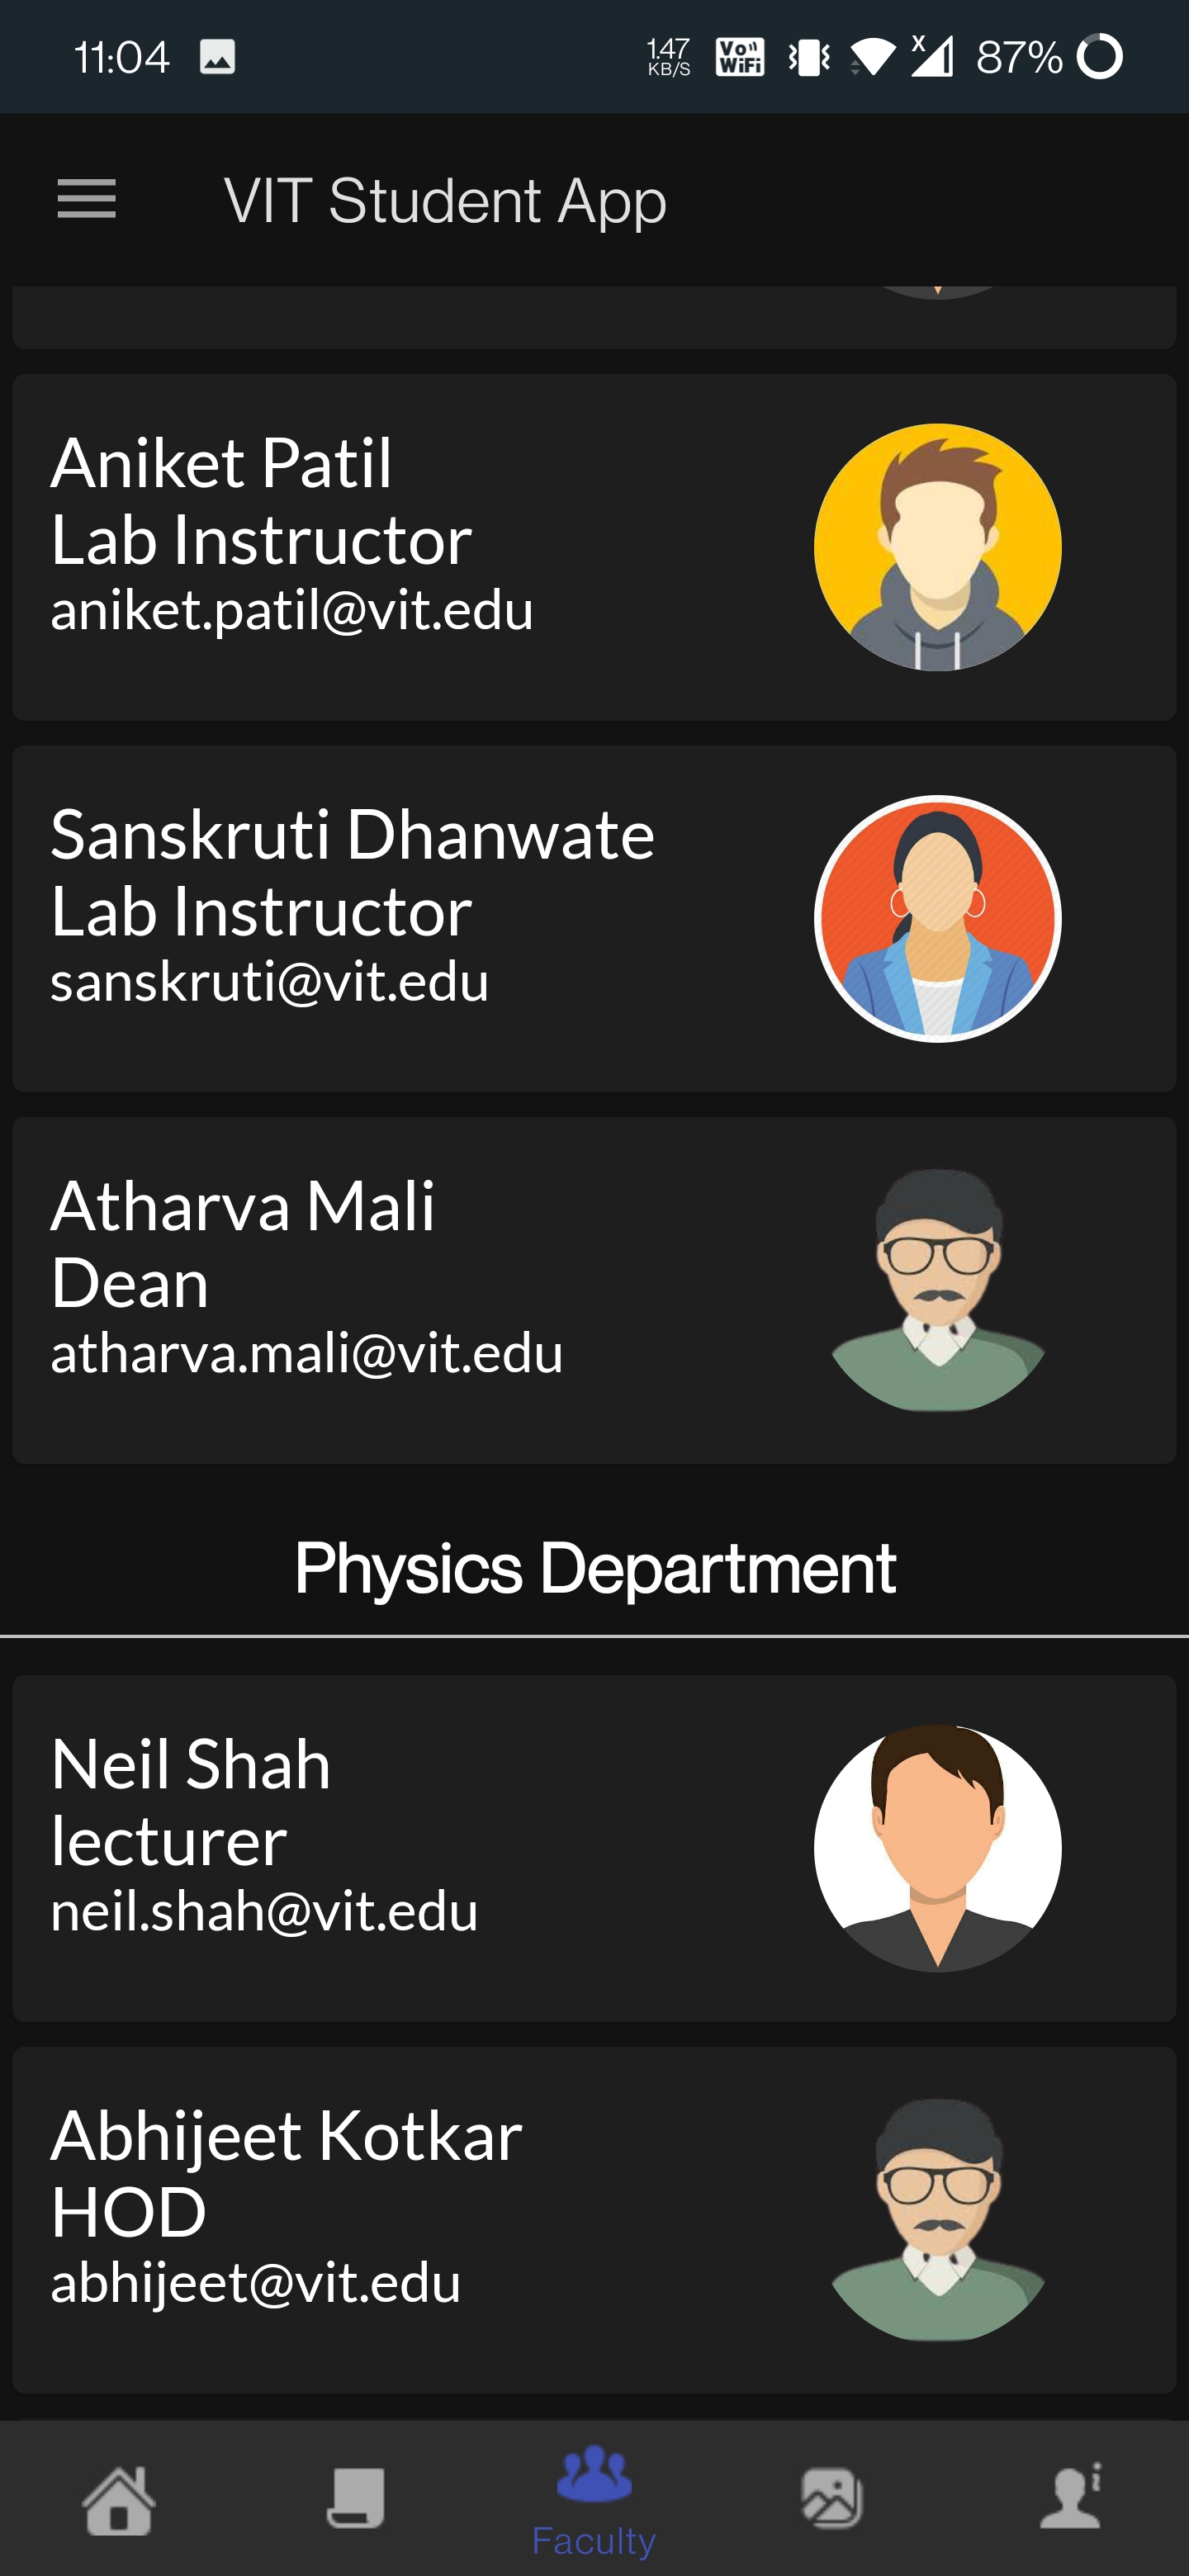 11:04
1.47
KB/S
Vo
WiFi
X
87%
VIT Student App
Aniket Patil
Lab Instructor
aniket.patil@vit.edu
Sanskruti Dhanwate
Lab Instructor
sanskruti@vit.edu
Atharva Mali
Dean
atharva.mali@vit.edu
Physics Department
Neil Shah
lecturer
neil.shah@vit.edu
Abhijeet Kotkar
HOD
abhijeet@vit.edu
Faculty